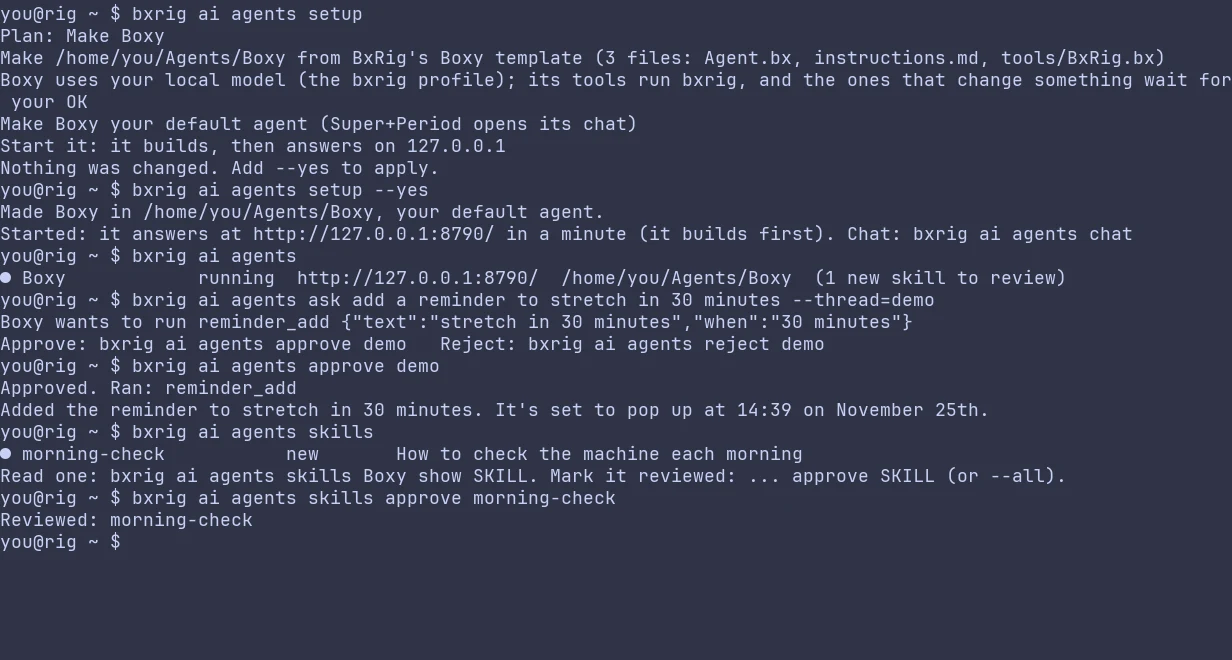 you@rig ~ $ bxrig ai agents setup
Plan: Make Boxy
Make /home/you/Agents/Boxy from BxRig's Boxy template (3 files: Agent.bx, instructions.md, tools/BxRig.bx)
Boxy uses your local model (the bxrig profile); its tools run bxrig, and the ones that change something wait for
 your OK
Make Boxy your default agent (Super+Period opens its chat)
Start it: it builds, then answers on 127.0.0.1
Nothing was changed. Add --yes to apply.
you@rig ~ $ bxrig ai agents setup --yes
Made Boxy in /home/you/Agents/Boxy, your default agent.
Started: it answers at http://127.0.0.1:8790/ in a minute (it builds first). Chat: bxrig ai agents chat
you@rig ~ $ bxrig ai agents
● Boxy            running  http://127.0.0.1:8790/  /home/you/Agents/Boxy  (1 new skill to review)
you@rig ~ $ bxrig ai agents ask add a reminder to stretch in 30 minutes --thread=demo
Boxy wants to run reminder_add {"text":"stretch in 30 minutes","when":"30 minutes"}
Approve: bxrig ai agents approve demo   Reject: bxrig ai agents reject demo
you@rig ~ $ bxrig ai agents approve demo
Approved. Ran: reminder_add
Added the reminder to stretch in 30 minutes. It's set to pop up at 14:39 on November 25th.
you@rig ~ $ bxrig ai agents skills
● morning-check           new       How to check the machine each morning
Read one: bxrig ai agents skills Boxy show SKILL. Mark it reviewed: ... approve SKILL (or --all).
you@rig ~ $ bxrig ai agents skills approve morning-check
Reviewed: morning-check
you@rig ~ $